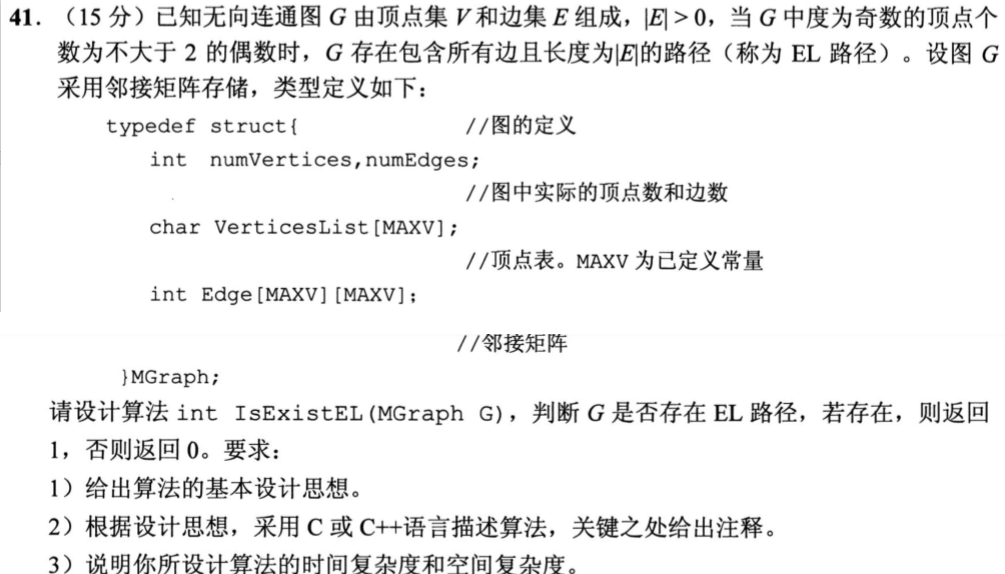 41．（15 分）已知无向连通图 G 由顶点集 V 和边集 E 组成，|E| > 0，当 G 中度为奇数的顶点个
数为不大于 2 的偶数时，G 存在包含所有边且长度为|E|的路径（称为 EL 路径）。设图 G
采用邻接矩阵存储，类型定义如下：
typedef struct{ //图的定义
int numVertices,numEdges;
//图中实际的顶点数和边数
char VerticesList[MAXV];
//顶点表。MAXV 为已定义常量
int Edge[MAXV][MAXV];
//邻接矩阵
}MGraph;
请设计算法 int IsExistEL(MGraph G)，判断 G 是否存在 EL 路径，若存在，则返回
1，否则返回 0。要求：
1）给出算法的基本设计思想。
2）根据设计思想，采用 C 或 C++语言描述算法，关键之处给出注释。
3）说明你所设计算法的时间复杂度和空间复杂度。